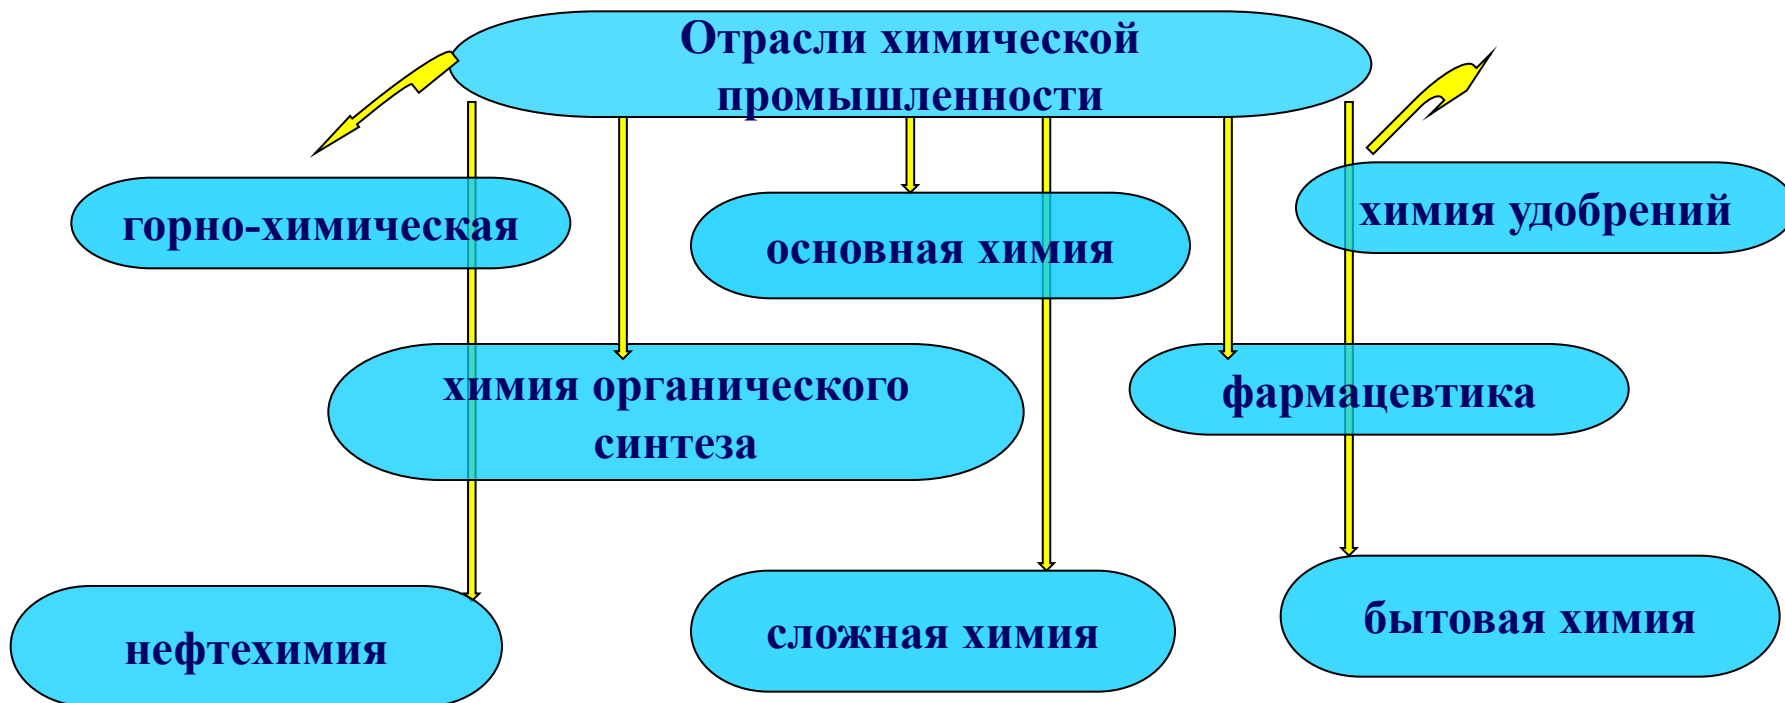 Отрасли химической
промышленности
горно-химическая
основная химия
химия удобрений
химия органического
синтеза
фармацевтика
нефтехимия
сложная химия
бытовая химия